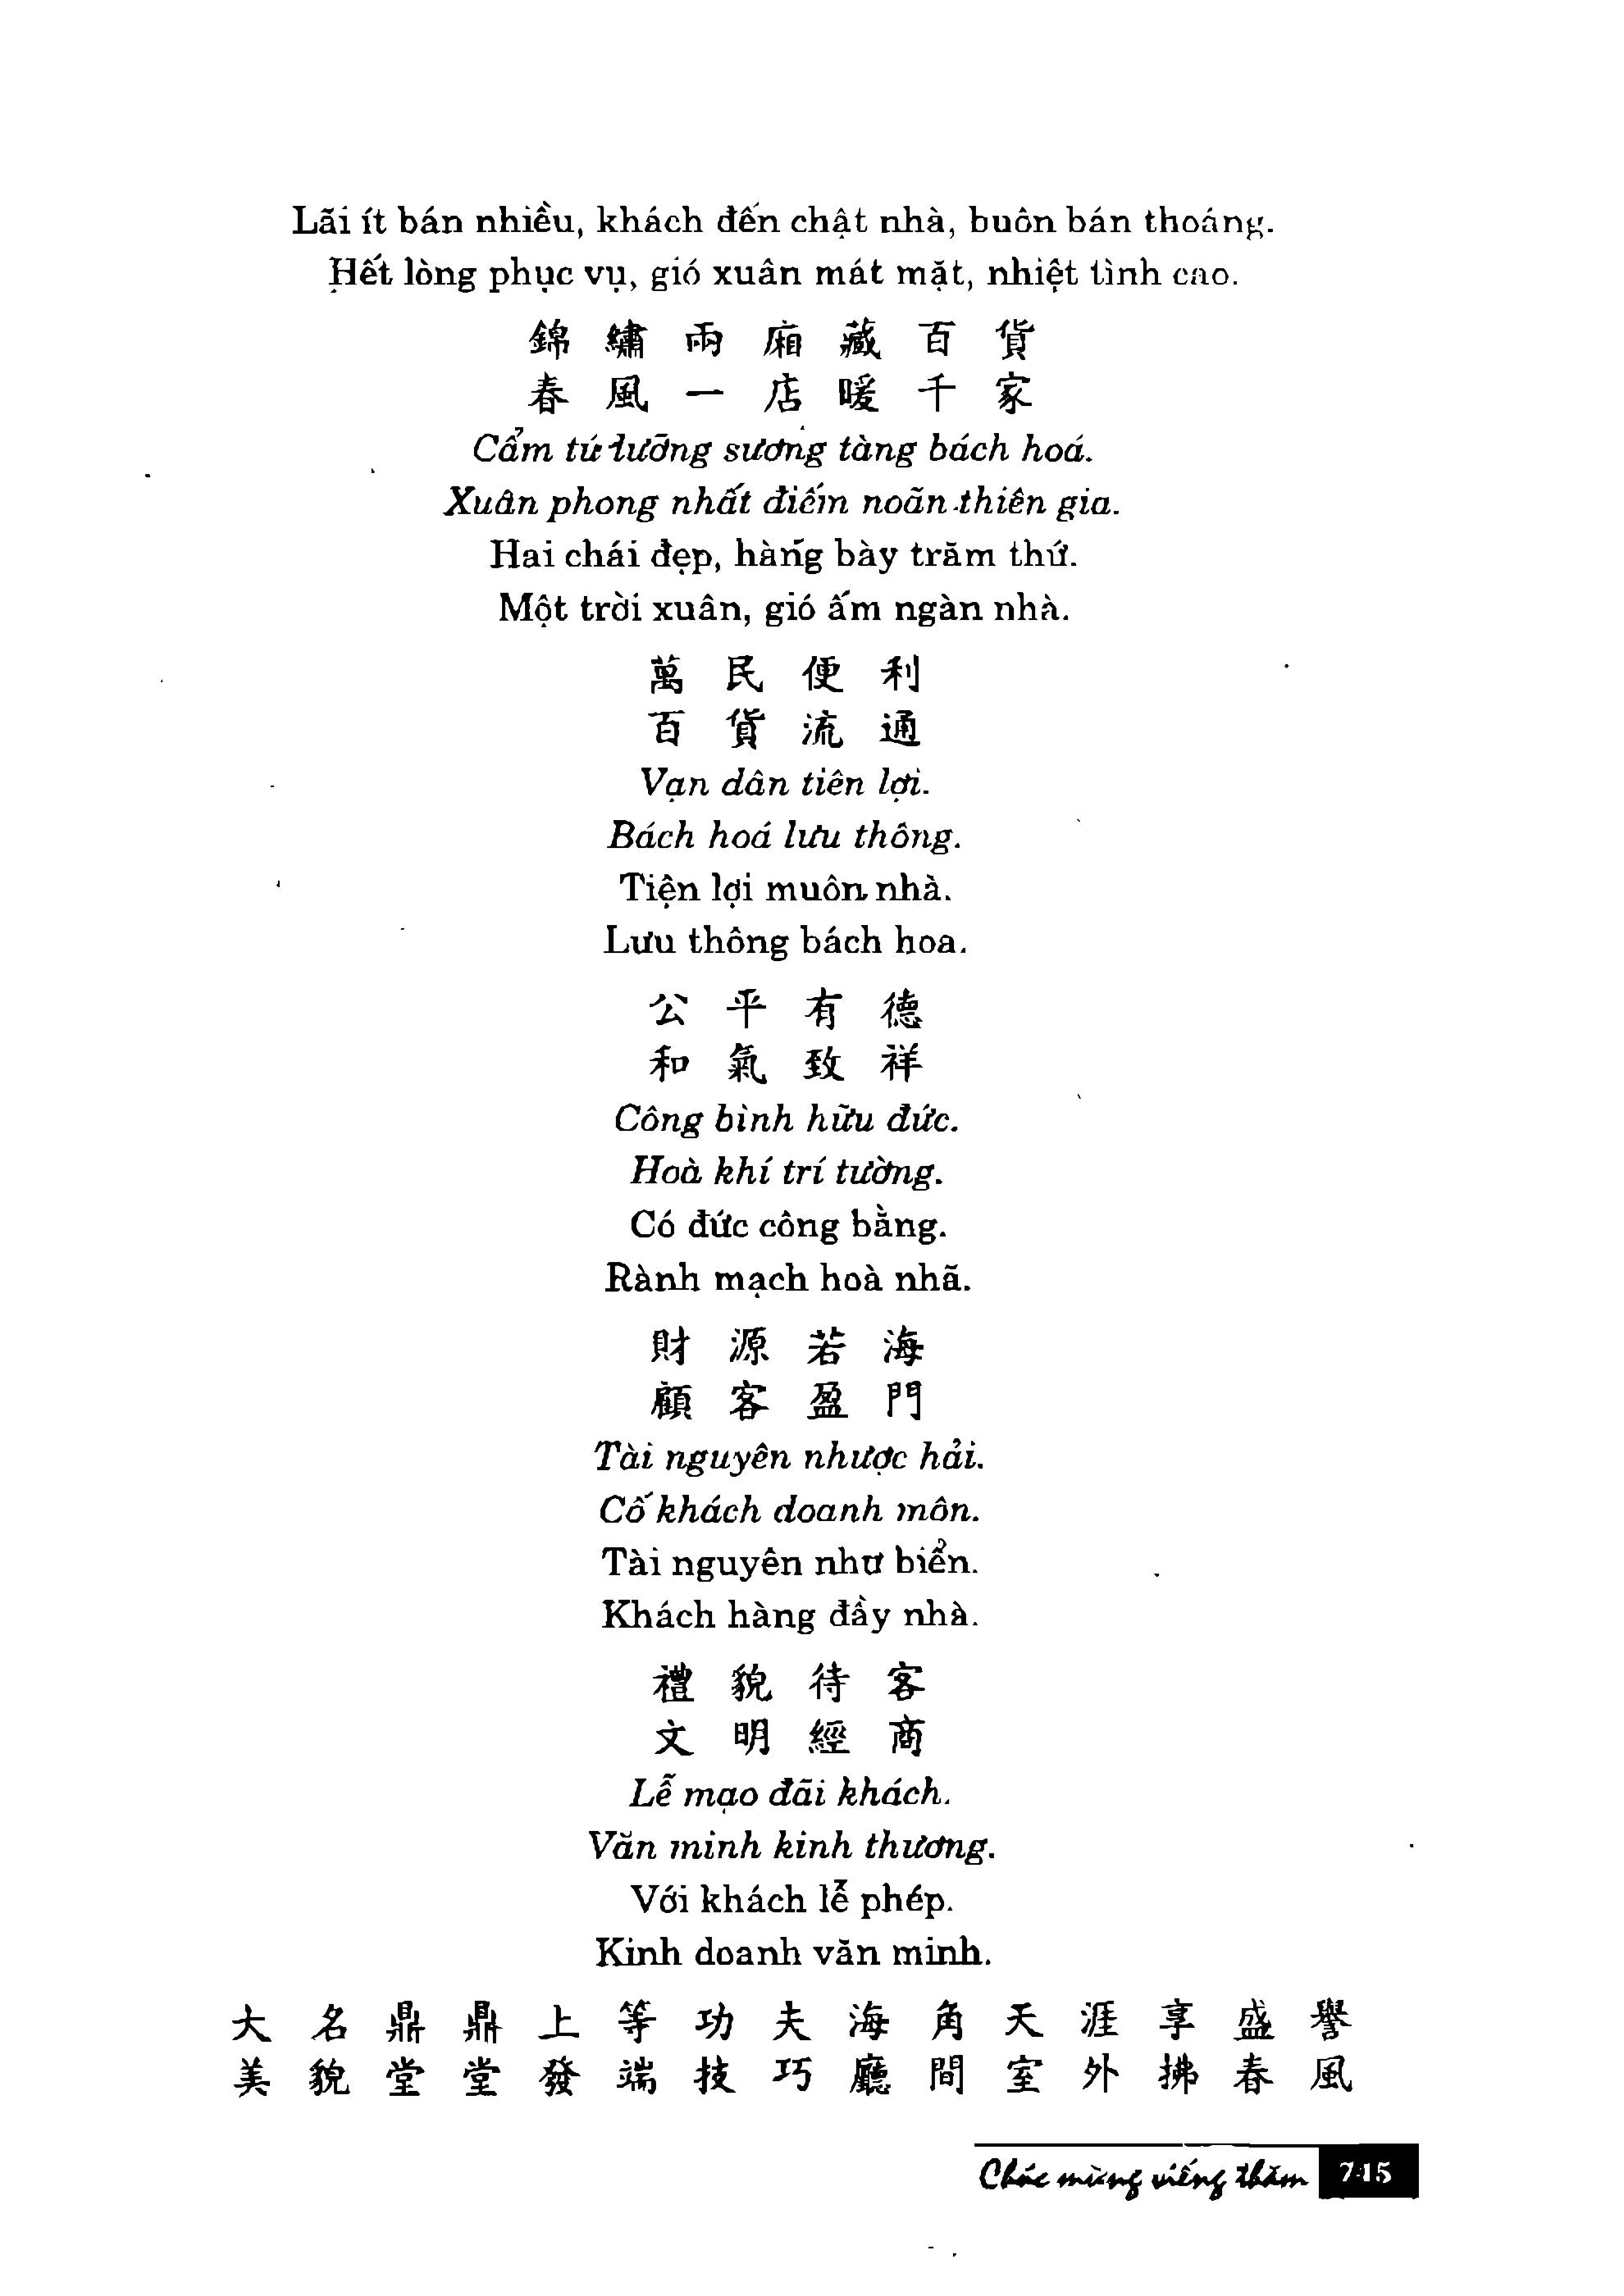 Lãi ít bán nhiều, khách đến chật nhà, buôn bán thoáng.
Hết lòng phục vụ, gió xuân mát mặt, nhiệt tình cao.
錦 繡 兩 廂 藏 百 貨
春 風 一 店 暖 千 家
Cẩm tú lưỡng sương tàng bách hoá.
Xuân phong nhất điếm noãn thiên gia.
Hai chái đẹp, hàng bày trăm thứ.
Một trời xuân, gió ấm ngàn nhà.
萬 民 便 利
百 貨 流 通
Vạn dân tiên lợi.
Bách hoá lưu thông.
Tiện lợi muôn nhà.
Lưu thông bách hoa.
公 平 有 德
和 氣 致 祥
Công bình hữu đức.
Hoà khí trí tường.
Có đức công bằng.
Rành mạch hoà nhã.
財 源 若 海
顧 客 盈 門
Tài nguyên nhược hải.
Cố khách doanh môn.
Tài nguyên như biển.
Khách hàng đầy nhà.
禮 貌 待 客
文 明 經 商
Lễ mạo đãi khách.
Văn minh kinh thương.
Với khách lễ phép.
Kinh doanh văn minh.
大 名 鼎 鼎 上 等 功 夫 海 角 天 涯 享 盛 譽
美 貌 堂 堂 發 端 技 巧 廳 間 室 外 拂 春 風
Chúc mừng viếng thăm 745